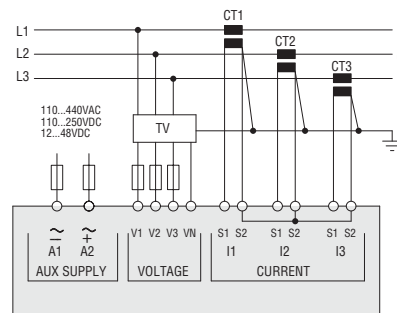 CT1
L1
CT2
L2
CT3
L3
110...440VAC
110...250VDC
12...48VDC
TV
V1 V2 V3 VN
S1 S2 S1 S2 S1 S2
~ ~
− +
A1 A2
I1 I2 I3
AUX SUPPLY VOLTAGE CURRENT